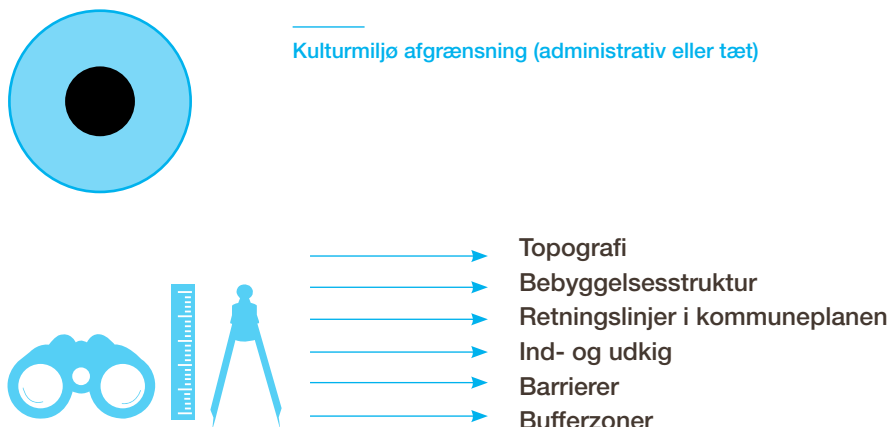 Kulturmiljø afgrænsning (administrativ eller tæt)
Topografi
Bebyggelsesstruktur
Retningslinjer i kommuneplanen
Ind- og udkig
Barrierer
Bufferzoner